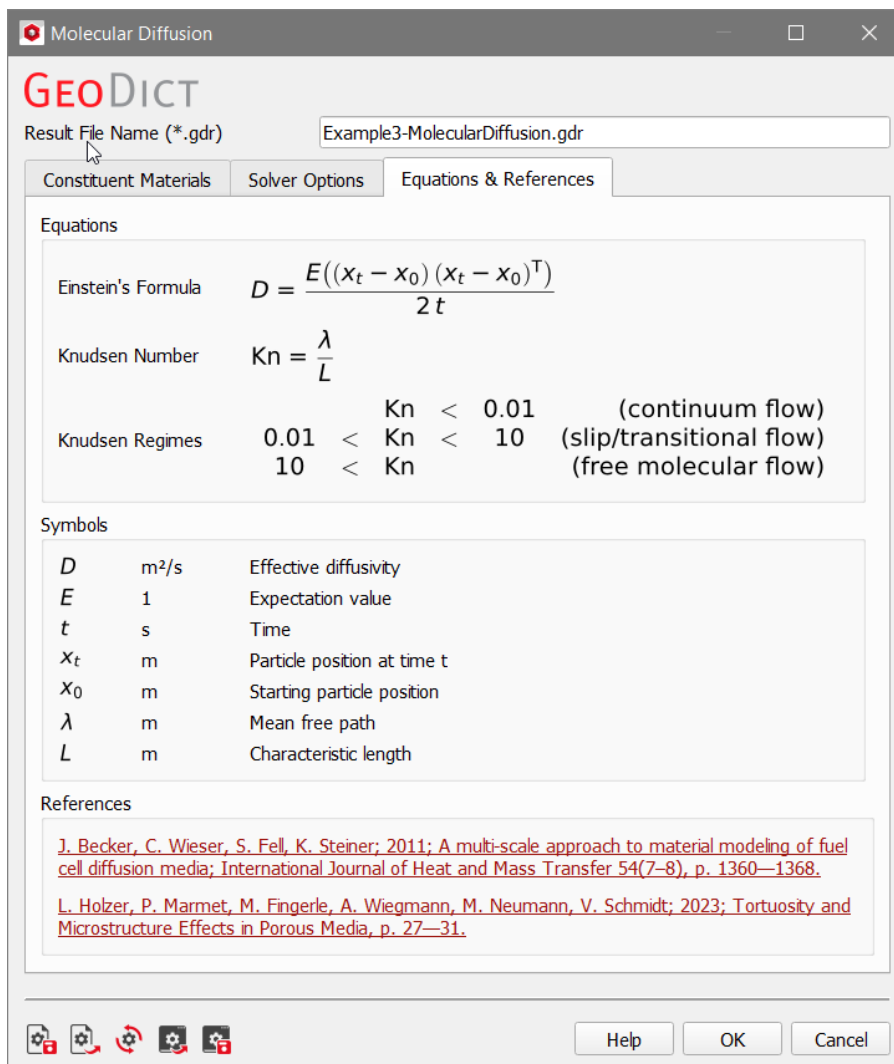 Molecular Diffusion
GEODICT
Result File Name (*.gdr) Example3-MolecularDiffusion.gdr
Constituent Materials Solver Options Equations & References
Equations
Einstein's Formula D = E((x_t − x_0) (x_t − x_0)^T) / 2 t
Knudsen Number Kn = λ / L
Kn < 0.01 (continuum flow)
Knudsen Regimes 0.01 < Kn < 10 (slip/transitional flow)
10 < Kn (free molecular flow)
Symbols
D m²/s Effective diffusivity
E 1 Expectation value
t s Time
x_t m Particle position at time t
x_0 m Starting particle position
λ m Mean free path
L m Characteristic length
References
J. Becker, C. Wieser, S. Fell, K. Steiner; 2011; A multi-scale approach to material modeling of fuel
cell diffusion media; International Journal of Heat and Mass Transfer 54(7–8), p. 1360—1368.
L. Holzer, P. Marmet, M. Fingerle, A. Wiegmann, M. Neumann, V. Schmidt; 2023; Tortuosity and
Microstructure Effects in Porous Media, p. 27—31.
Help OK Cancel